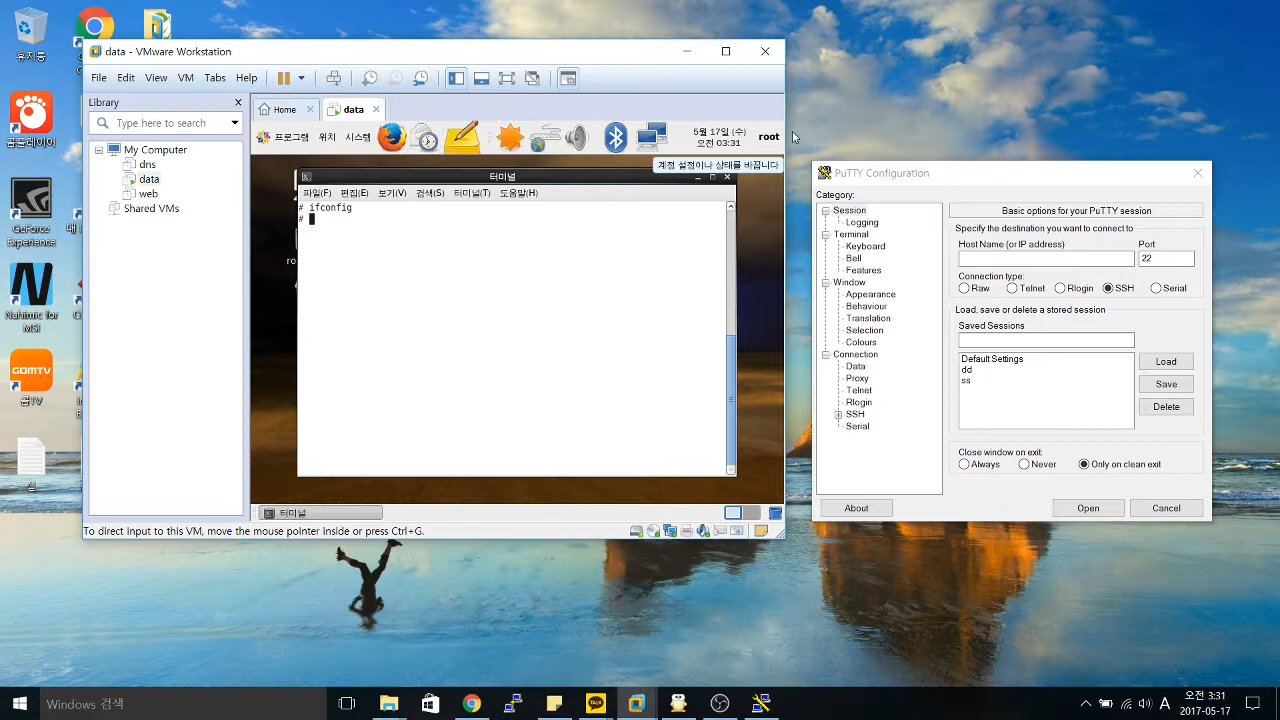 휴지통
곰플레이어
GeForce
Experience
Nahimic for
MSI
곰TV
data - VMware Workstation
File Edit View VM Tabs Help
Library
Type here to search
My Computer
dns
data
web
Shared VMs
Home
data
프로그램 위치 시스템
5월 17일 (수)
오전 03:31
root
계정 설정이나 상태를 바꿉니다
터미널
파일(F) 편집(E) 보기(V) 검색(S) 터미널(T) 도움말(H)
# ifconfig
#
터미널
To direct input to this VM, move the mouse pointer inside or press Ctrl+G.
PuTTY Configuration
Category:
Session
Logging
Terminal
Keyboard
Bell
Features
Window
Appearance
Behaviour
Translation
Selection
Colours
Connection
Data
Proxy
Telnet
Rlogin
SSH
Serial
Basic options for your PuTTY session
Specify the destination you want to connect to
Host Name (or IP address) Port
22
Connection type:
Raw Telnet Rlogin SSH Serial
Load, save or delete a stored session
Saved Sessions
Default Settings
dd
ss
Load
Save
Delete
Close window on exit:
Always Never Only on clean exit
About Open Cancel
Windows 검색
TALK
A
오전 3:31
2017-05-17